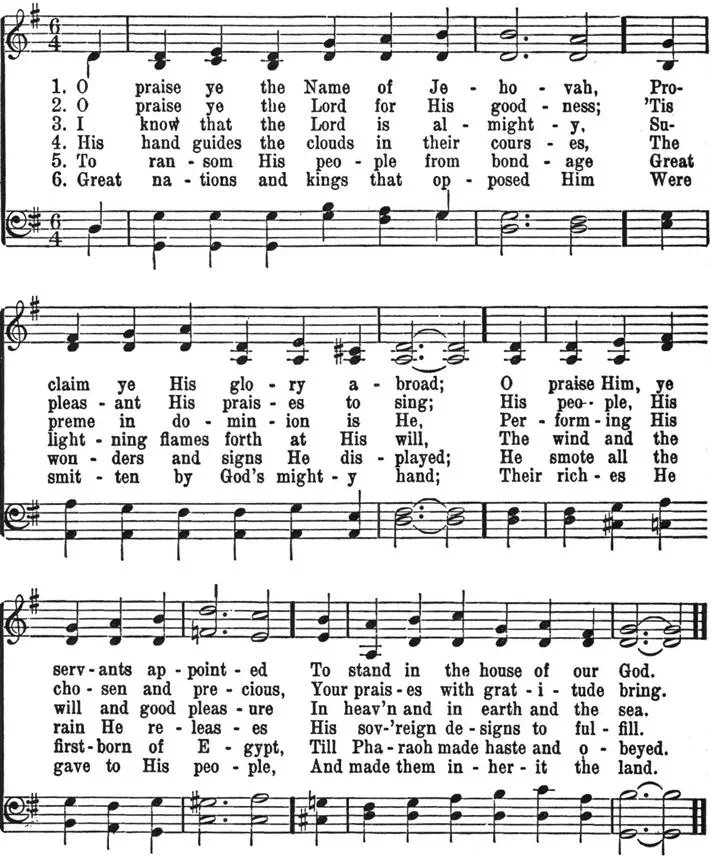 6
4
1. O praise ye the Name of Je - ho - vah, Pro-
2. O praise ye the Lord for His good - ness; 'Tis
3. I know that the Lord is al - might - y, Su-
4. His hand guides the clouds in their cours - es, The
5. To ran - som His peo - ple from bond - age Great
6. Great na - tions and kings that op - posed Him Were
6
4
claim ye His glo - ry a - broad; O praise Him, ye
pleas - ant His prais - es to sing; His peo - ple, His
preme in do - min - ion is He, Per - form - ing His
light - ning flames forth at His will, The wind and the
won - ders and signs He dis - played; He smote all the
smit - ten by God's might - y hand; Their rich - es He
serv - ants ap - point - ed To stand in the house of our God.
cho - sen and pre - cious, Your prais - es with grat - i - tude bring.
will and good pleas - ure In heav'n and in earth and the sea.
rain He re - leas - es His sov-'reign de - signs to ful - fill.
first - born of E - gypt, Till Pha - raoh made haste and o - beyed.
gave to His peo - ple, And made them in - her - it the land.